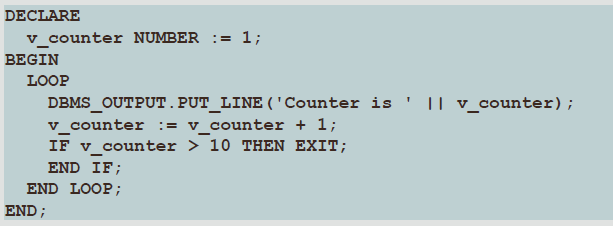 DECLARE
v_counter NUMBER := 1;
BEGIN
LOOP
DBMS_OUTPUT.PUT_LINE('Counter is ' || v_counter);
v_counter := v_counter + 1;
IF v_counter > 10 THEN EXIT;
END IF;
END LOOP;
END;